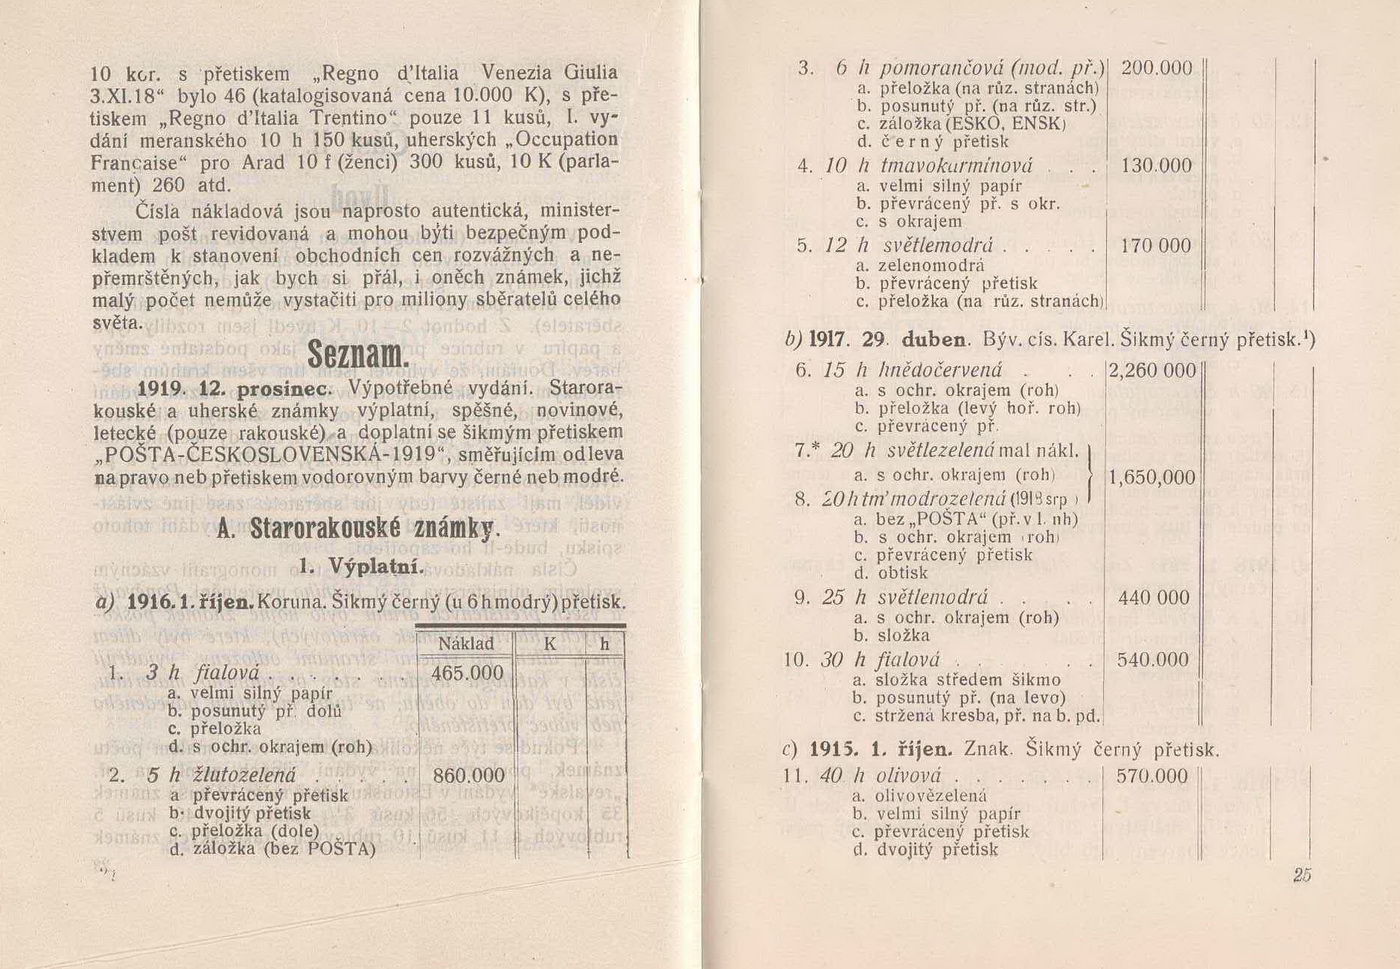 10 kor. s přetiskem „Regno d'Italia Venezia Giulia
3.XI.18“ bylo 46 (katalogisovaná cena 10.000 K), s pře-
tiskem „Regno d'Italia Trentino“ pouze 11 kusů, I. vy-
dání meranského 10 h 150 kusů, uherských „Occupation
Française“ pro Arad 10 f (ženci) 300 kusů, 10 K (parla-
ment) 260 atd.
Čísla nákladová jsou naprosto autentická, minister-
stvem pošt revidovaná a mohou býti bezpečným pod-
kladem k stanovení obchodních cen rozvážných a ne-
přemrštěných, jak bych si přál, i oněch známek, jichž
malý počet nemůže vystačiti pro miliony sběratelů celého
světa.
Seznam.
1919. 12. prosinec. Výpotřebné vydání. Starora-
kouské a uherské známky výplatní, spěšné, novinové,
letecké (pouze rakouské) a doplatní se šikmým přetiskem
„POŠTA-ČESKOSLOVENSKÁ-1919“, směřujícím odleva
napravo neb přetiskem vodorovným barvy černé neb modré.
A. Starorakouské známky.
1. Výplatní.
a) 1916. 1. říjen. Koruna. Šikmý černý (u 6 h modrý) přetisk.
Náklad K h
1. 3 h fialová . . . . . . . 465.000
a. velmi silný papír
b. posunutý př. dolů
c. přeložka
d. s ochr. okrajem (roh)
2. 5 h žlutozelená . . . . . 860.000
a převrácený přetisk
b. dvojitý přetisk
c. přeložka (dole)
d. záložka (bez POŠTA)
3. 6 h pomorančová (mod. př.) 200.000
a. přeložka (na růz. stranách)
b. posunutý př. (na růz. str.)
c. záložka (ESKO, ENSK)
d. černý přetisk
4. 10 h tmavokarmínová . . . 130.000
a. velmi silný papír
b. převrácený př. s okr.
c. s okrajem
5. 12 h světlemodrá . . . . . 170 000
a. zelenomodrá
b. převrácený přetisk
c. přeložka (na růz. stranách)
b) 1917. 29. duben. Býv. cís. Karel. Šikmý černý přetisk.¹)
6. 15 h hnědočervená . . . 2,260 000
a. s ochr. okrajem (roh)
b. přeložka (levý hoř. roh)
c. převrácený př.
7.* 20 h světlezelená mal nákl.
a. s ochr. okrajem (roh) 1,650,000
8. 20 h tm' modrozelená (1918 srp )
a. bez „POŠTA“ (př. v l. nh)
b. s ochr. okrajem (roh)
c. převrácený přetisk
d. obtisk
9. 25 h světlemodrá . . . . 440 000
a. s ochr. okrajem (roh)
b. složka
10. 30 h fialová . . . . 540.000
a. složka středem šikmo
b. posunutý př. (na levo)
c. stržená kresba, př. na b. pd.
c) 1915. 1. říjen. Znak. Šikmý černý přetisk.
11. 40 h olivová . . . . . . . 570.000
a. olivovězelená
b. velmi silný papír
c. převrácený přetisk
d. dvojitý přetisk
25